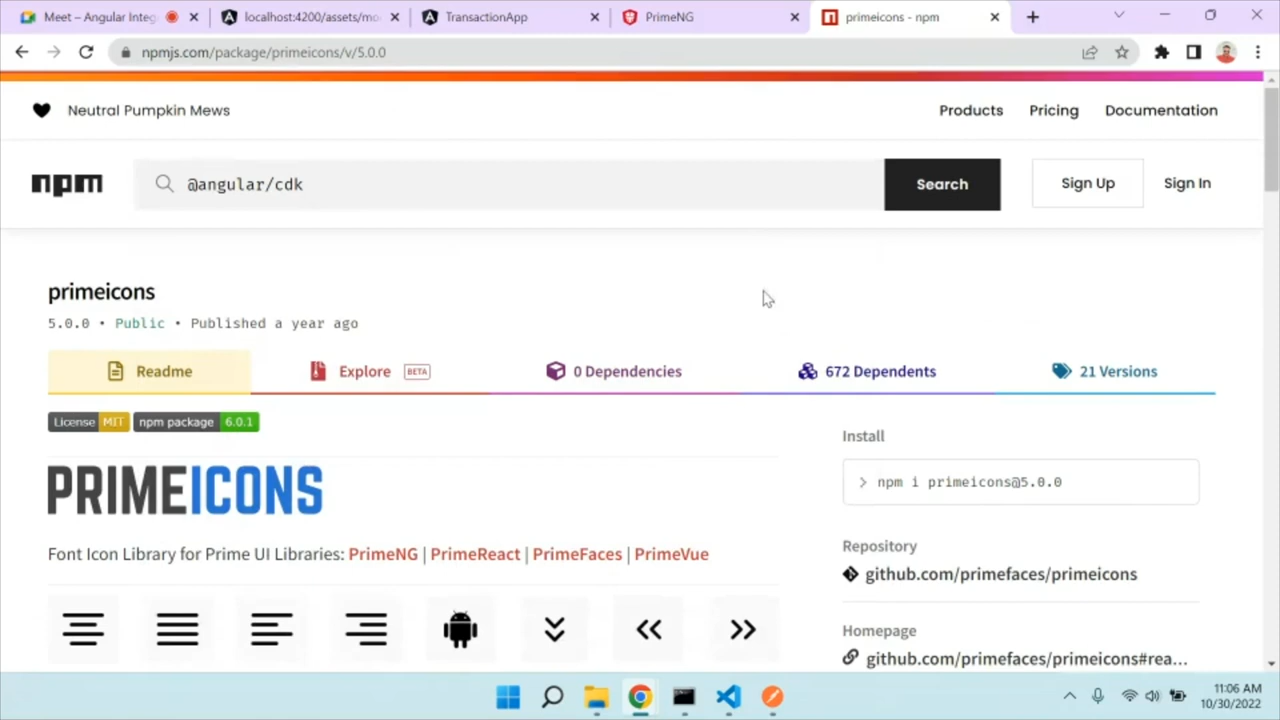 Meet – Angular Integ
localhost:4200/assets/mo
TransactionApp
PrimeNG
primeicons - npm
npmjs.com/package/primeicons/v/5.0.0
Neutral Pumpkin Mews
Products
Pricing
Documentation
npm
@angular/cdk
Search
Sign Up
Sign In
primeicons
5.0.0 • Public • Published a year ago
Readme
Explore BETA
0 Dependencies
672 Dependents
21 Versions
License MIT npm package 6.0.1
Install
> npm i primeicons@5.0.0
PRIMEICONS
Font Icon Library for Prime UI Libraries: PrimeNG | PrimeReact | PrimeFaces | PrimeVue
Repository
github.com/primefaces/primeicons
Homepage
github.com/primefaces/primeicons#rea...
11:06 AM
10/30/2022